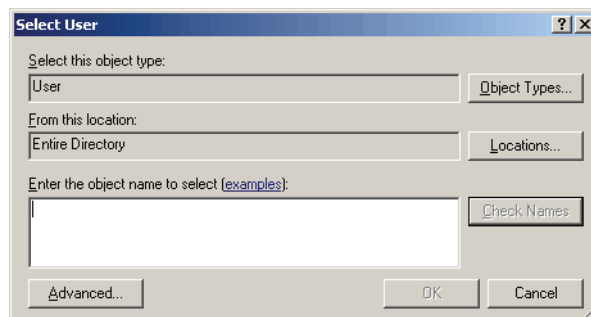 Select User
Select this object type:
User
Object Types...
From this location:
Entire Directory
Locations...
Enter the object name to select (examples):
Check Names
Advanced...
OK
Cancel